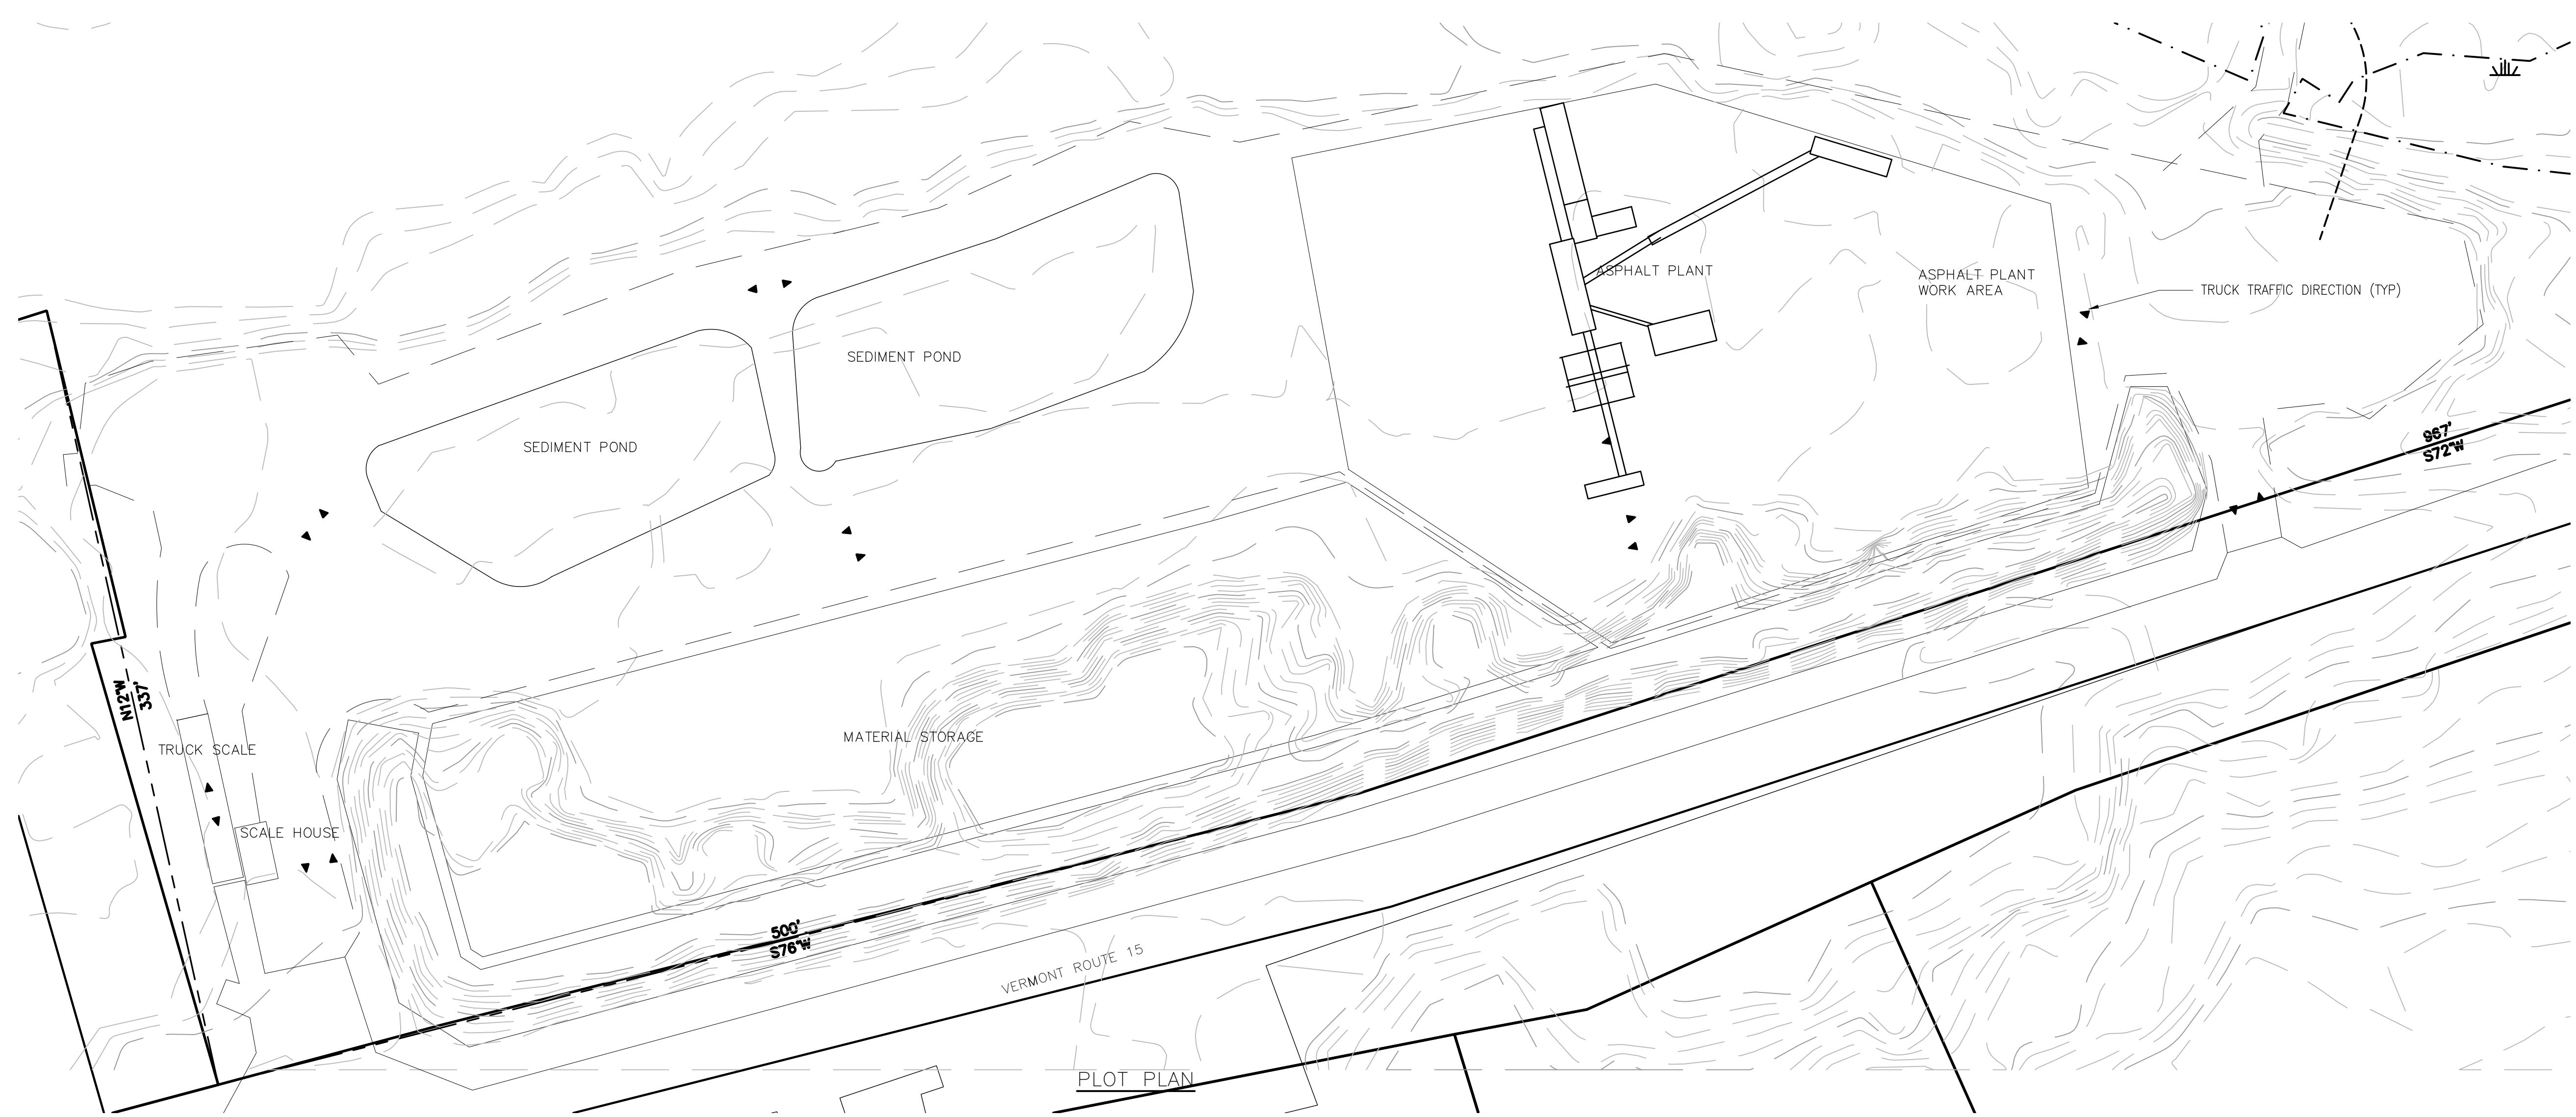 ASPHALT PLANT
ASPHALT PLANT
WORK AREA
TRUCK TRAFFIC DIRECTION (TYP)
SEDIMENT POND
SEDIMENT POND
967'
S72°W
N12°W
337'
TRUCK SCALE
MATERIAL STORAGE
SCALE HOUSE
500'
S76°W
VERMONT ROUTE 15
PLOT PLAN